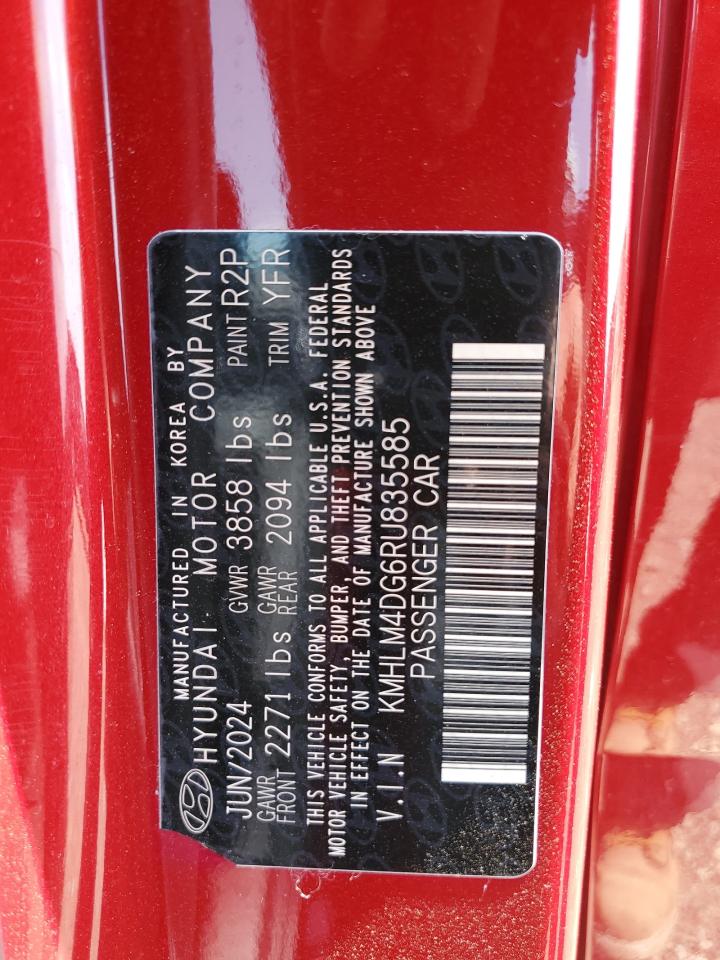 MANUFACTURED IN KOREA BY
HYUNDAI MOTOR COMPANY
JUN/2024 GVWR 3858 lbs PAINT R2P
GAWR FRONT 2271 lbs GAWR REAR 2094 lbs TRIM YFR
THIS VEHICLE CONFORMS TO ALL APPLICABLE U.S.A. FEDERAL
MOTOR VEHICLE SAFETY, BUMPER, AND THEFT PREVENTION STANDARDS
IN EFFECT ON THE DATE OF MANUFACTURE SHOWN ABOVE
V.I.N KMHLM4DG6RU835585
PASSENGER CAR